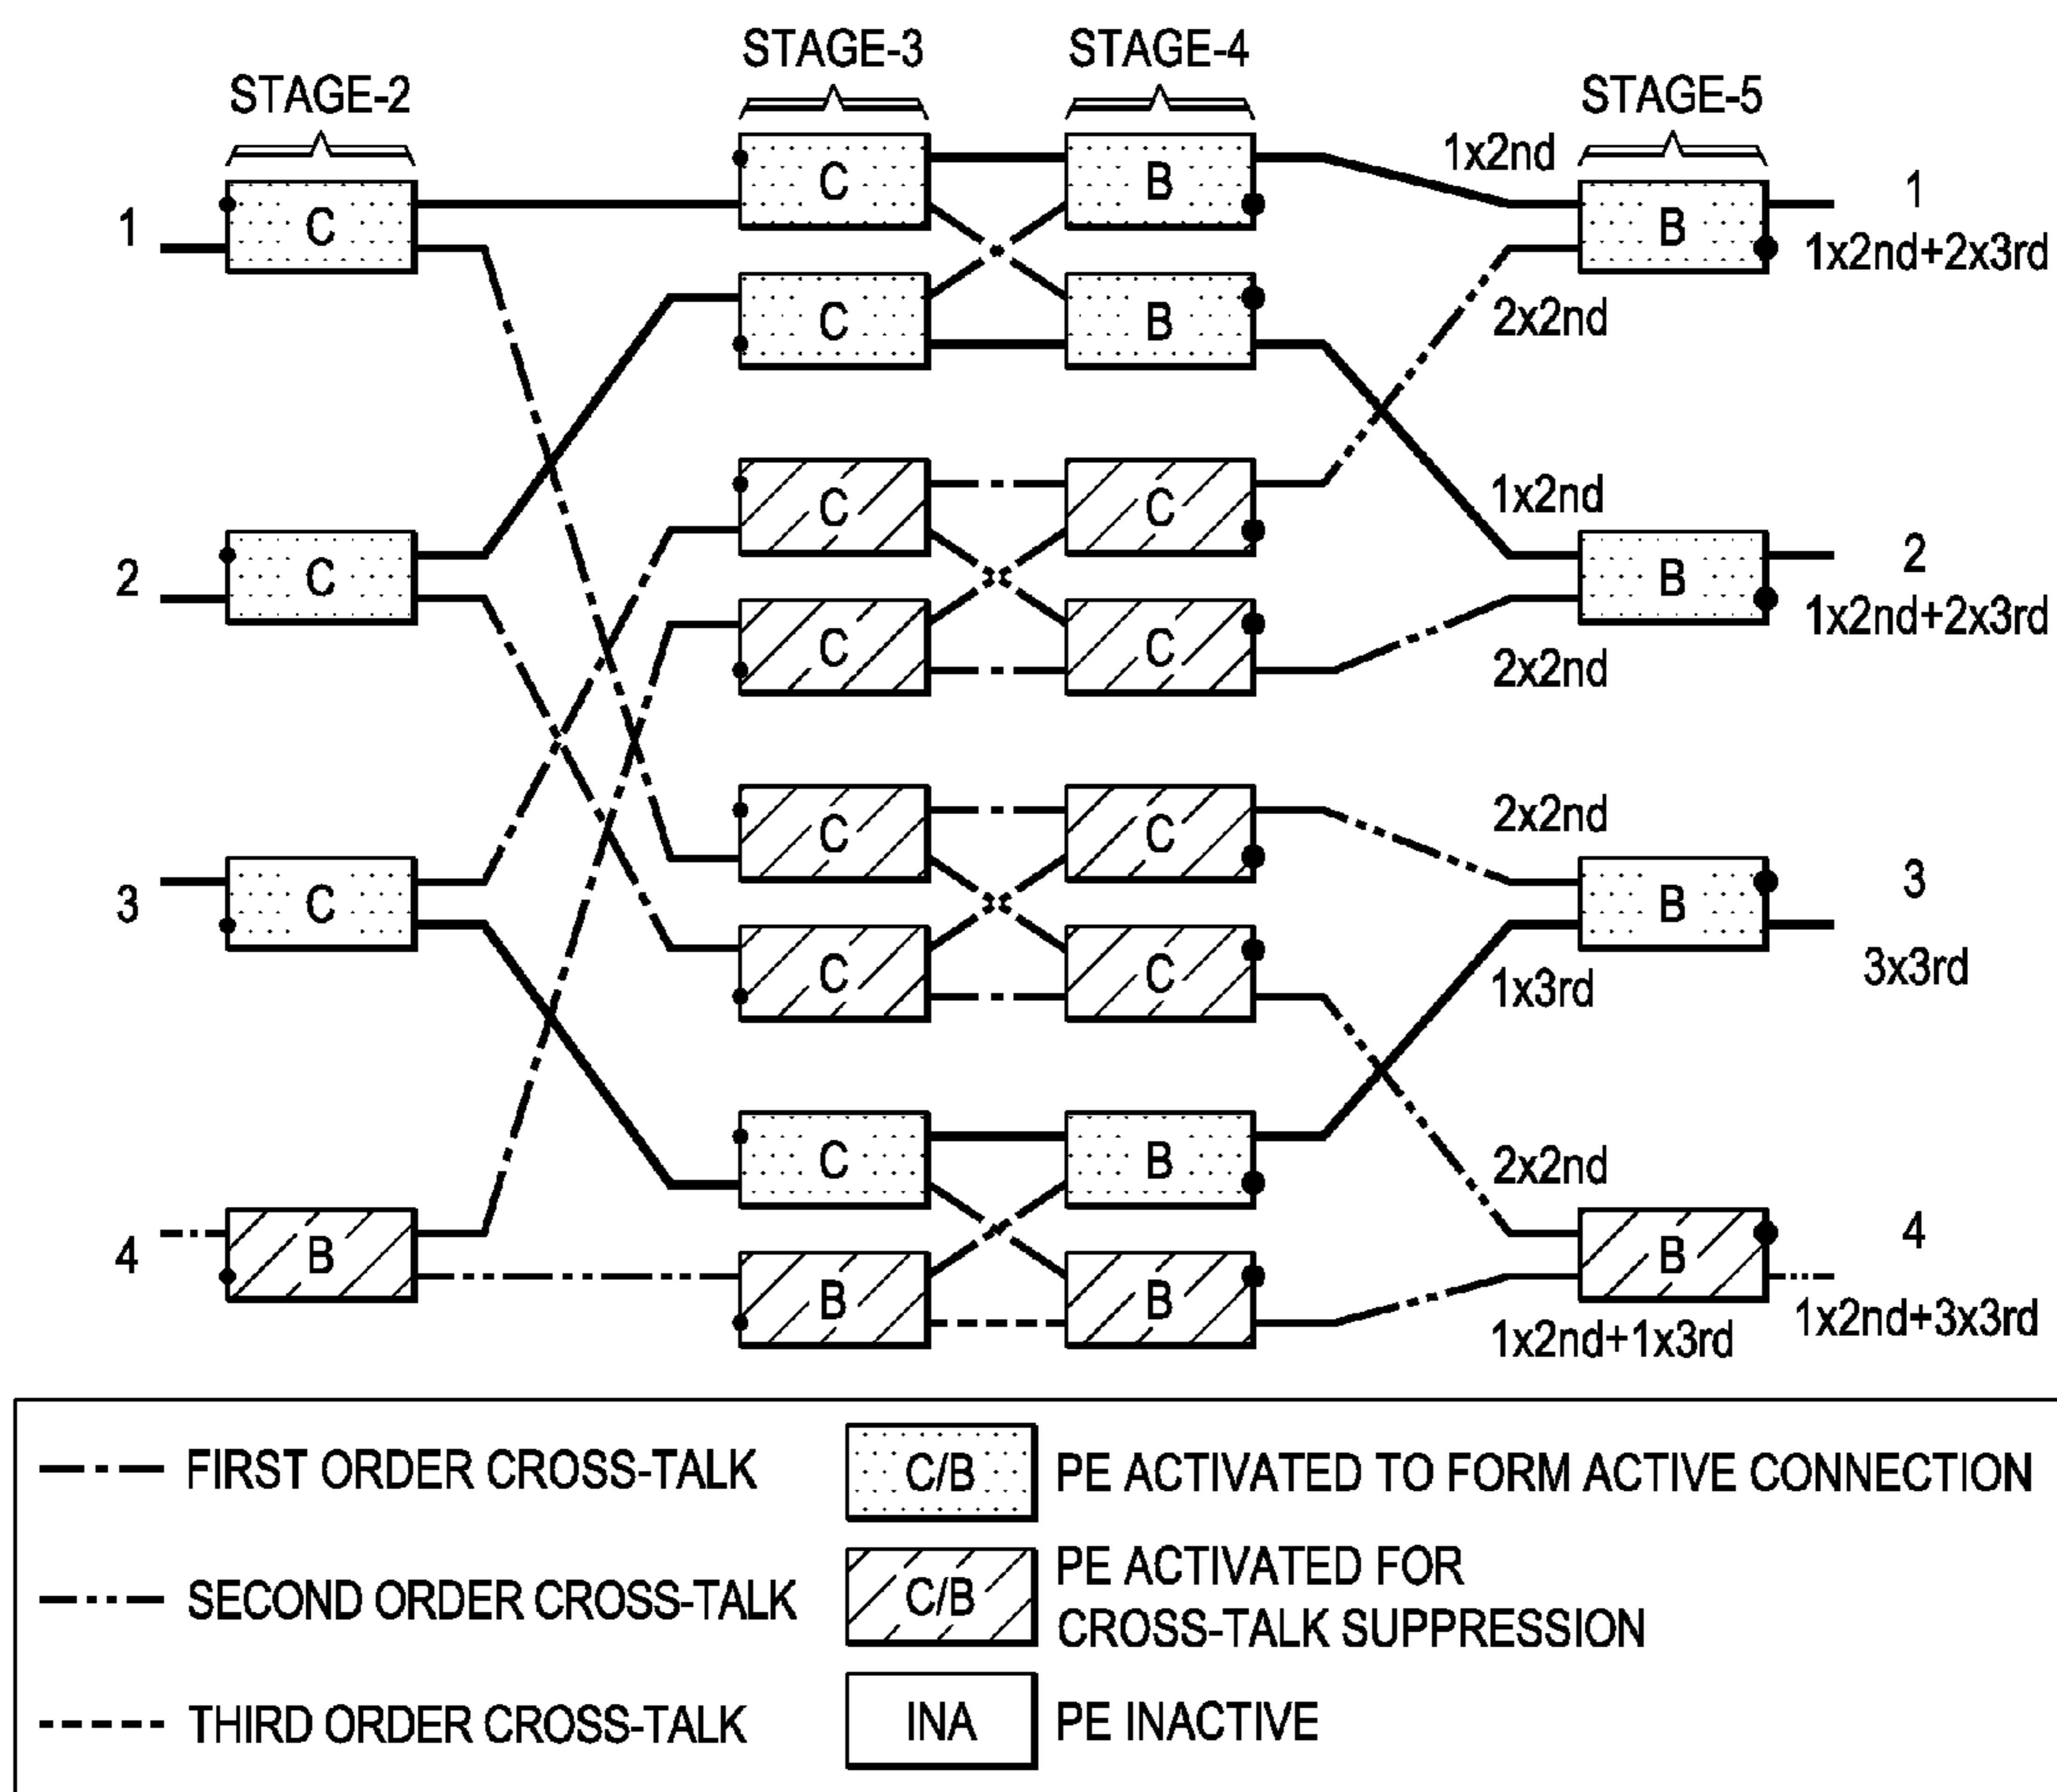 STAGE-3 STAGE-4
STAGE-2 STAGE-5
1x2nd
C B
1 C B 1
1x2nd+2x3rd
C B
2x2nd
1x2nd
C C
2 C B 2
1x2nd+2x3rd
C C
2x2nd
2x2nd
C C
3 C B 3
3x3rd
C C
1x3rd
C B
2x2nd
4 B B 4
B B
1x2nd+1x3rd
1x2nd+3x3rd
FIRST ORDER CROSS-TALK
C/B PE ACTIVATED TO FORM ACTIVE CONNECTION
SECOND ORDER CROSS-TALK
C/B PE ACTIVATED FOR
CROSS-TALK SUPPRESSION
THIRD ORDER CROSS-TALK
INA PE INACTIVE